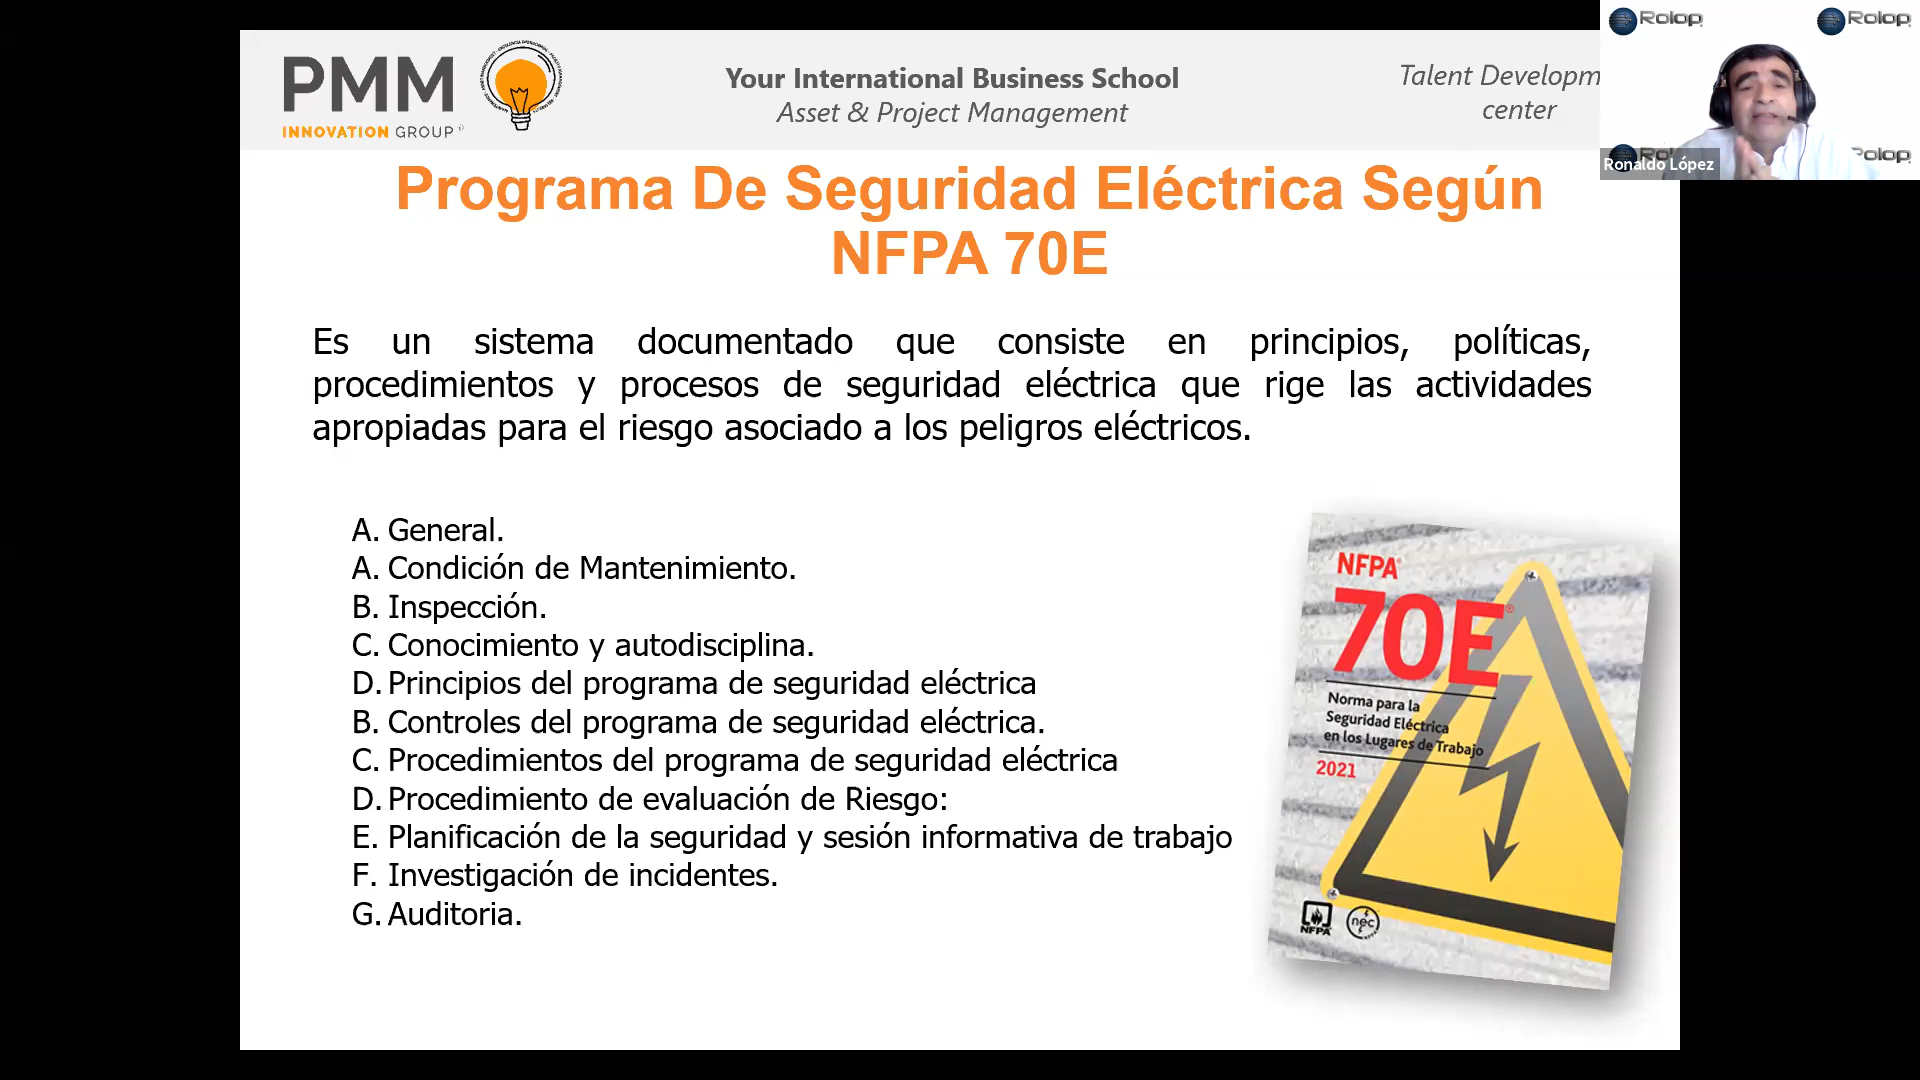 PMM
INNOVATION GROUP
Your International Business School
Asset & Project Management
Talent Developm
center
Rolop
Rolop
Ronaldo López
Rolop
Programa De Seguridad Eléctrica Según
NFPA 70E
Es un sistema documentado que consiste en principios, políticas,
procedimientos y procesos de seguridad eléctrica que rige las actividades
apropiadas para el riesgo asociado a los peligros eléctricos.
A. General.
A. Condición de Mantenimiento.
B. Inspección.
C. Conocimiento y autodisciplina.
D. Principios del programa de seguridad eléctrica
B. Controles del programa de seguridad eléctrica.
C. Procedimientos del programa de seguridad eléctrica
D. Procedimiento de evaluación de Riesgo:
E. Planificación de la seguridad y sesión informativa de trabajo
F. Investigación de incidentes.
G. Auditoria.
NFPA
70E®
Norma para la
Seguridad Eléctrica
en los Lugares de Trabajo
2021
NFPA
nec